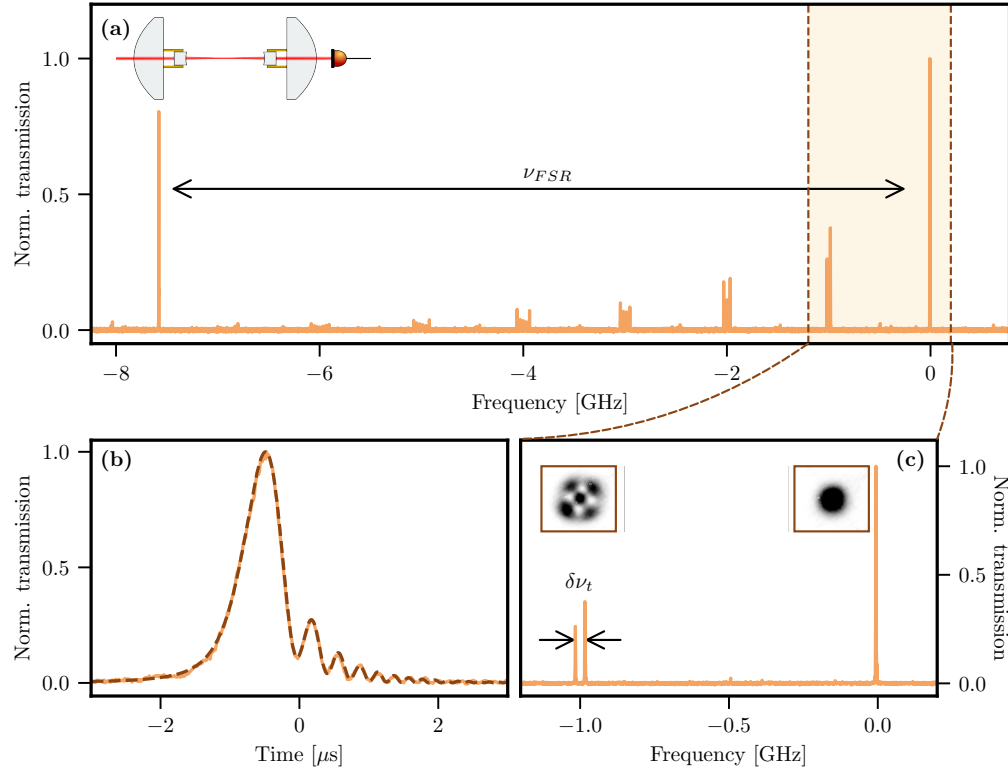 (a)
Norm. transmission
1.0
0.5
0.0
ν_FSR
−8
−6
−4
−2
0
Frequency [GHz]
(b)
Norm. transmission
1.0
0.5
0.0
−2
0
2
Time [μs]
(c)
δν_t
1.0
0.5
0.0
Norm. transmission
−1.0
−0.5
0.0
Frequency [GHz]